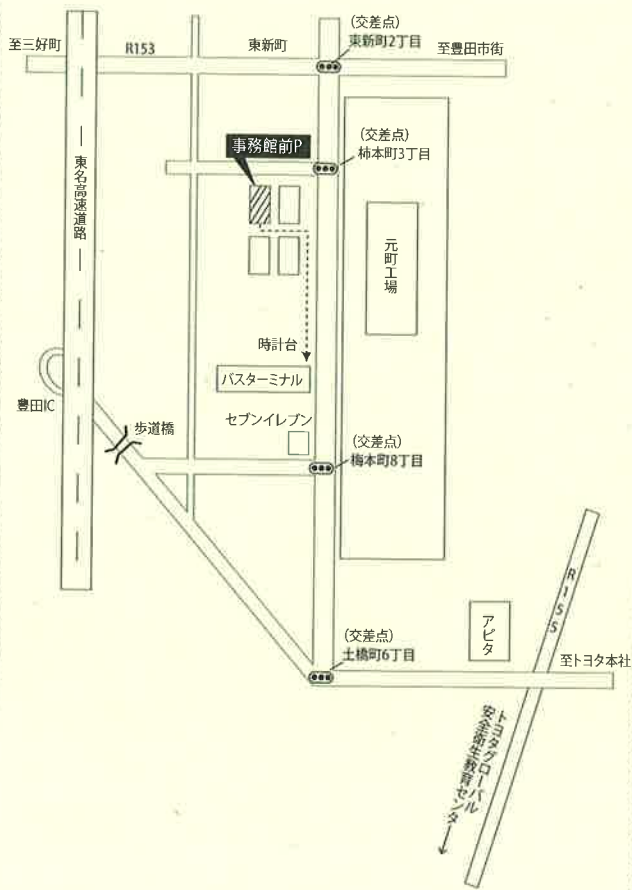 (交差点)
東新町2丁目
至三好町
R153
東新町
至豊田市街
事務館前P
(交差点)
柿本町3丁目
東名高速道路
元町工場
時計台
バスターミナル
豊田IC
歩道橋
セブンイレブン
(交差点)
梅本町8丁目
R155
アピタ
(交差点)
土橋町6丁目
至トヨタ本社
トヨタグローバル
安全衛生教育センター